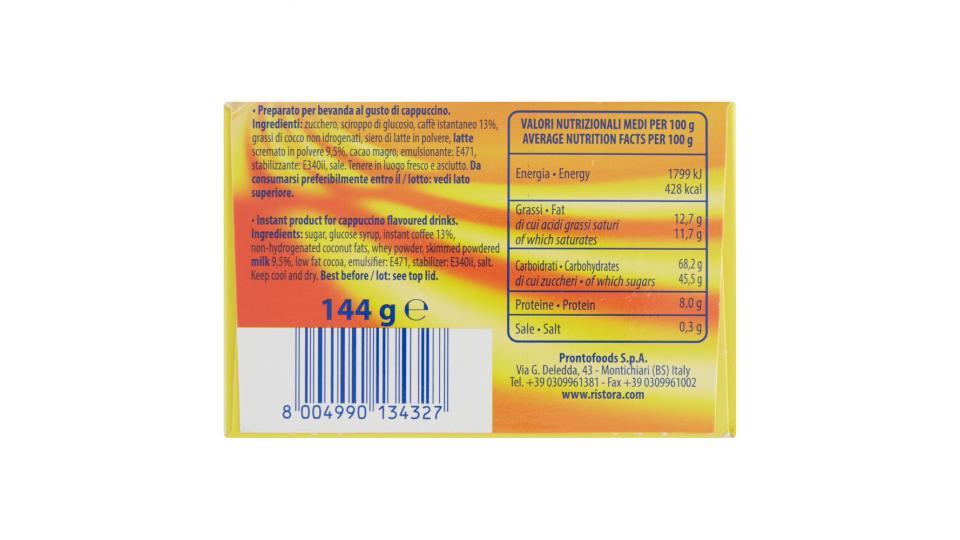 • Preparato per bevanda al gusto di cappuccino.
Ingredienti: zucchero, sciroppo di glucosio, caffè istantaneo 13%,
grassi di cocco non idrogenati, siero di latte in polvere, latte
scremato in polvere 9,5%, cacao magro, emulsionante: E471,
stabilizzante: E340ii, sale. Tenere in luogo fresco e asciutto. Da
consumarsi preferibilmente entro il / lotto: vedi lato
superiore.
• Instant product for cappuccino flavoured drinks.
Ingredients: sugar, glucose syrup, instant coffee 13%,
non-hydrogenated coconut fats, whey powder, skimmed powdered
milk 9,5%, low fat cocoa, emulsifier: E471, stabilizer: E340ii, salt.
Keep cool and dry. Best before / lot: see top lid.
144 g ℮
8 004990 134327
VALORI NUTRIZIONALI MEDI PER 100 g
AVERAGE NUTRITION FACTS PER 100 g
Energia • Energy 1799 kJ
428 kcal
Grassi • Fat 12,7 g
di cui acidi grassi saturi 11,7 g
of which saturates
Carboidrati • Carbohydrates 68,2 g
di cui zuccheri • of which sugars 45,5 g
Proteine • Protein 8,0 g
Sale • Salt 0,3 g
Prontofoods S.p.A.
Via G. Deledda, 43 - Montichiari (BS) Italy
Tel. +39 0309961381 - Fax +39 0309961002
www.ristora.com